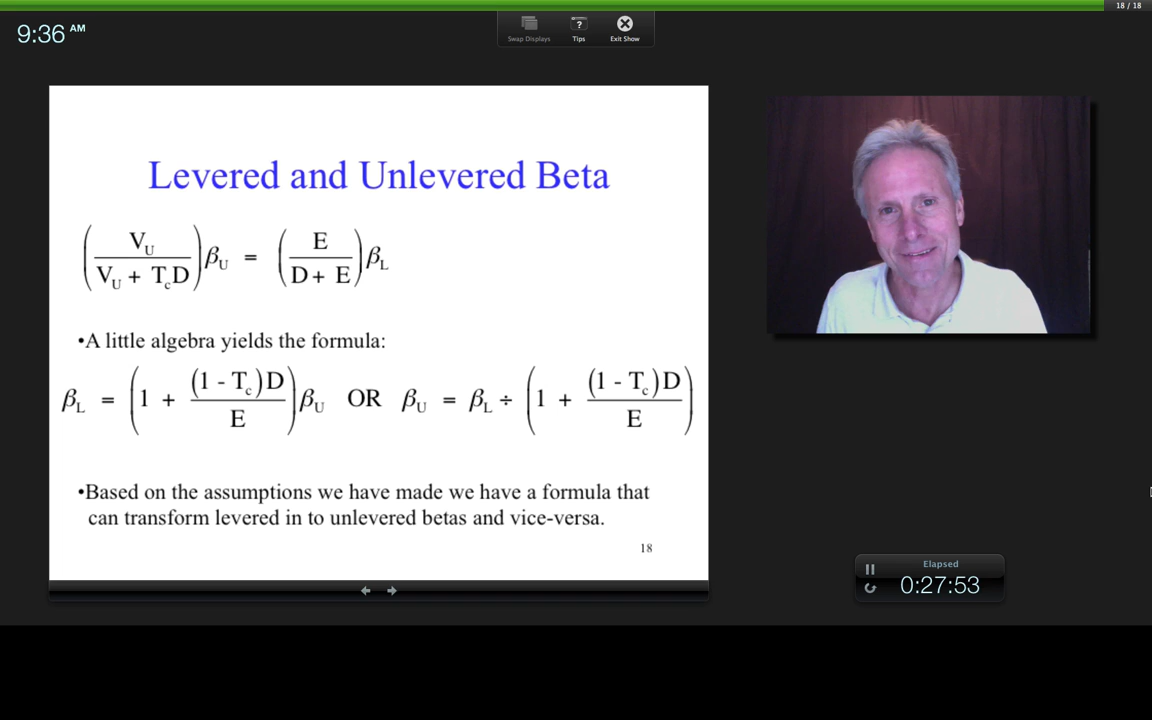 18 / 18
9:36 AM
Swap Displays
Tips
Exit Show
Levered and Unlevered Beta
(V_U / (V_U + T_cD)) β_U = (E / (D + E)) β_L
•A little algebra yields the formula:
β_L = (1 + (1 - T_c)D / E) β_U OR β_U = β_L ÷ (1 + (1 - T_c)D / E)
•Based on the assumptions we have made we have a formula that
can transform levered in to unlevered betas and vice-versa.
18
Elapsed
0:27:53